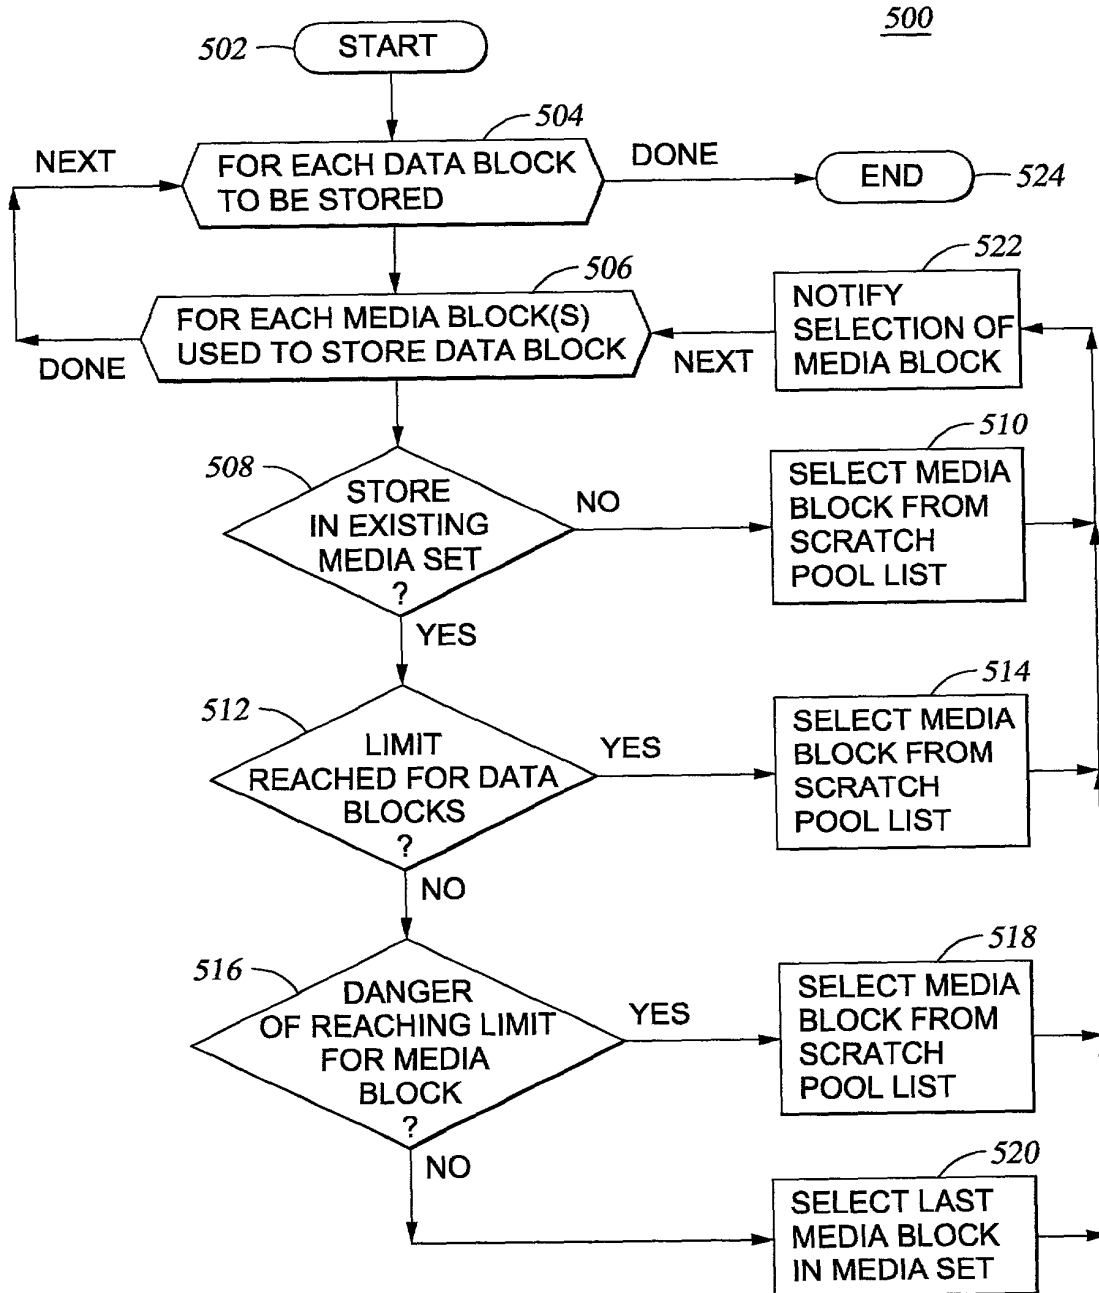 500
502
START
504
NEXT
FOR EACH DATA BLOCK
TO BE STORED
DONE
END
524
506
FOR EACH MEDIA BLOCK(S)
USED TO STORE DATA BLOCK
DONE
NEXT
522
NOTIFY
SELECTION OF
MEDIA BLOCK
508
STORE
IN EXISTING
MEDIA SET
?
NO
YES
510
SELECT MEDIA
BLOCK FROM
SCRATCH
POOL LIST
512
LIMIT
REACHED FOR DATA
BLOCKS
?
YES
NO
514
SELECT MEDIA
BLOCK FROM
SCRATCH
POOL LIST
516
DANGER
OF REACHING LIMIT
FOR MEDIA
BLOCK
?
YES
NO
518
SELECT MEDIA
BLOCK FROM
SCRATCH
POOL LIST
520
SELECT LAST
MEDIA BLOCK
IN MEDIA SET